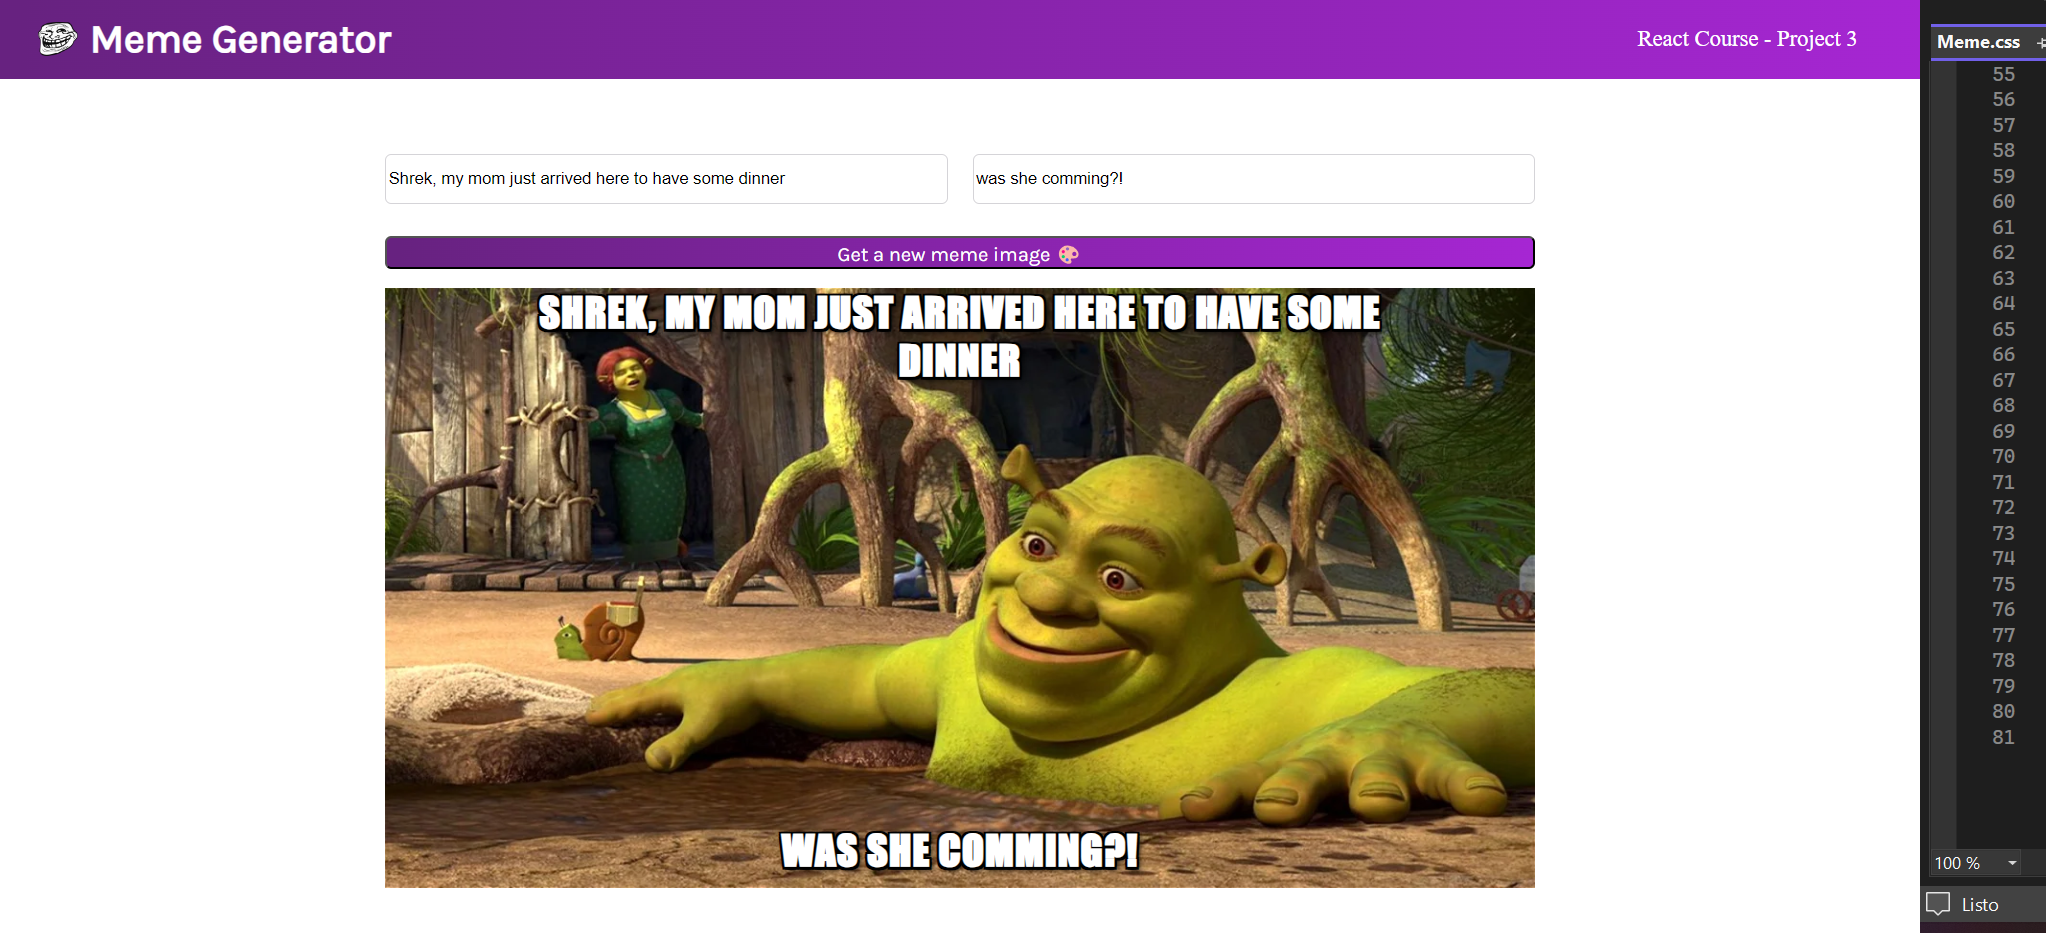 Meme Generator
React Course - Project 3
Shrek, my mom just arrived here to have some dinner
was she comming?!
Get a new meme image 🎨
SHREK, MY MOM JUST ARRIVED HERE TO HAVE SOME
DINNER
WAS SHE COMMING?!
Meme.css
55
56
57
58
59
60
61
62
63
64
65
66
67
68
69
70
71
72
73
74
75
76
77
78
79
80
81
100 %
Listo